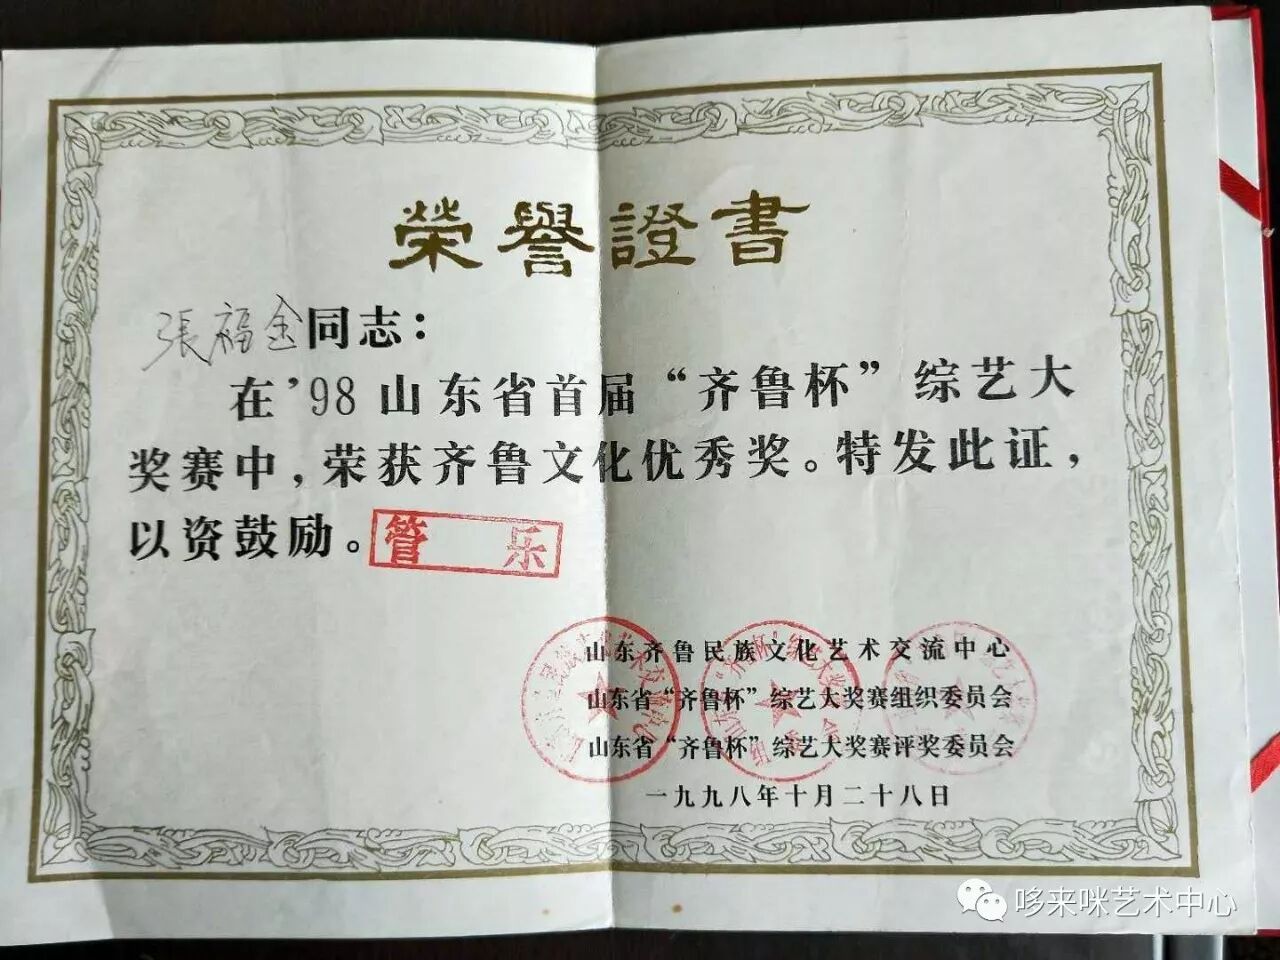 榮譽證書
張福金同志：
在’98山东省首届“齐鲁杯”综艺大
奖赛中，荣获齐鲁文化优秀奖。特发此证，
以资鼓励。管 乐
山东齐鲁民族文化艺术交流中心
山东省“齐鲁杯”综艺大奖赛组织委员会
山东省“齐鲁杯”综艺大奖赛评奖委员会
一九九八年十月二十八日
哆来咪艺术中心